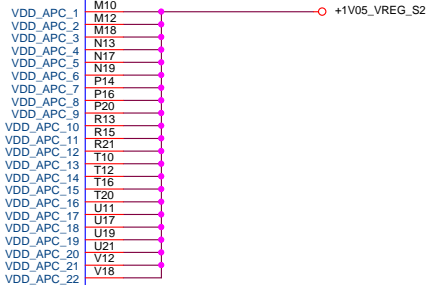 M10 +1V05_VREG_S2
VDD_APC_1
M12
VDD_APC_2
M18
VDD_APC_3
N13
VDD_APC_4
N17
VDD_APC_5
N19
VDD_APC_6
P14
VDD_APC_7
P16
VDD_APC_8
P20
VDD_APC_9
R13
VDD_APC_10
R15
VDD_APC_11
R21
VDD_APC_12
T10
VDD_APC_13
T12
VDD_APC_14
T16
VDD_APC_15
T20
VDD_APC_16
U11
VDD_APC_17
U17
VDD_APC_18
U19
VDD_APC_19
U21
VDD_APC_20
V12
VDD_APC_21
V18
VDD_APC_22